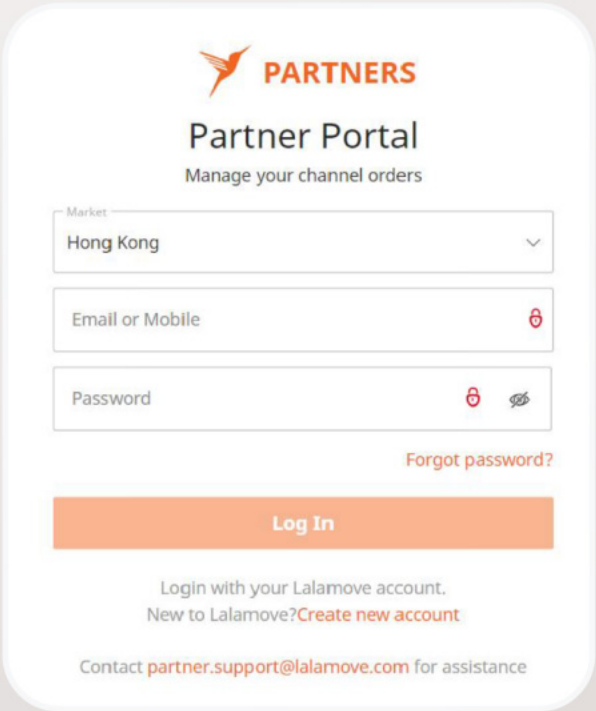 PARTNERS
Partner Portal
Manage your channel orders
Market
Hong Kong
Email or Mobile
Password
Forgot password?
Log In
Login with your Lalamove account.
New to Lalamove?Create new account
Contact partner.support@lalamove.com for assistance